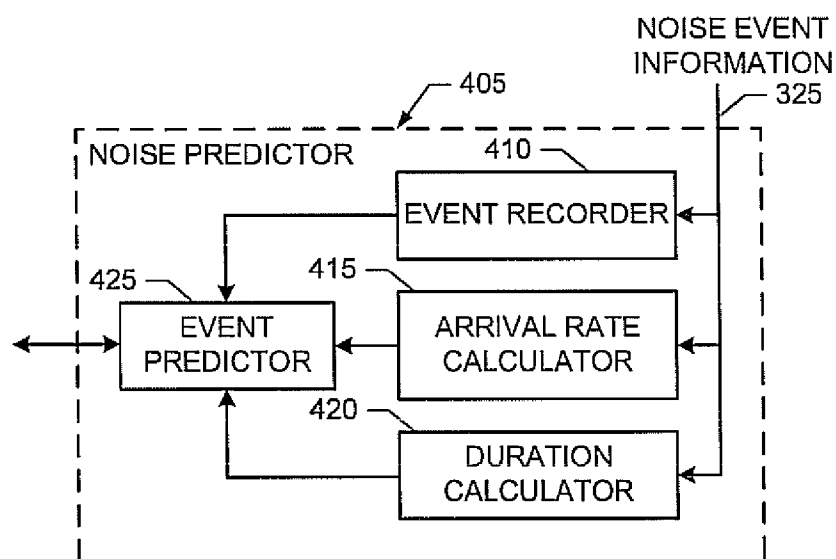 NOISE EVENT
INFORMATION
325
405
NOISE PREDICTOR
410
EVENT RECORDER
415
425
EVENT
PREDICTOR
ARRIVAL RATE
CALCULATOR
420
DURATION
CALCULATOR